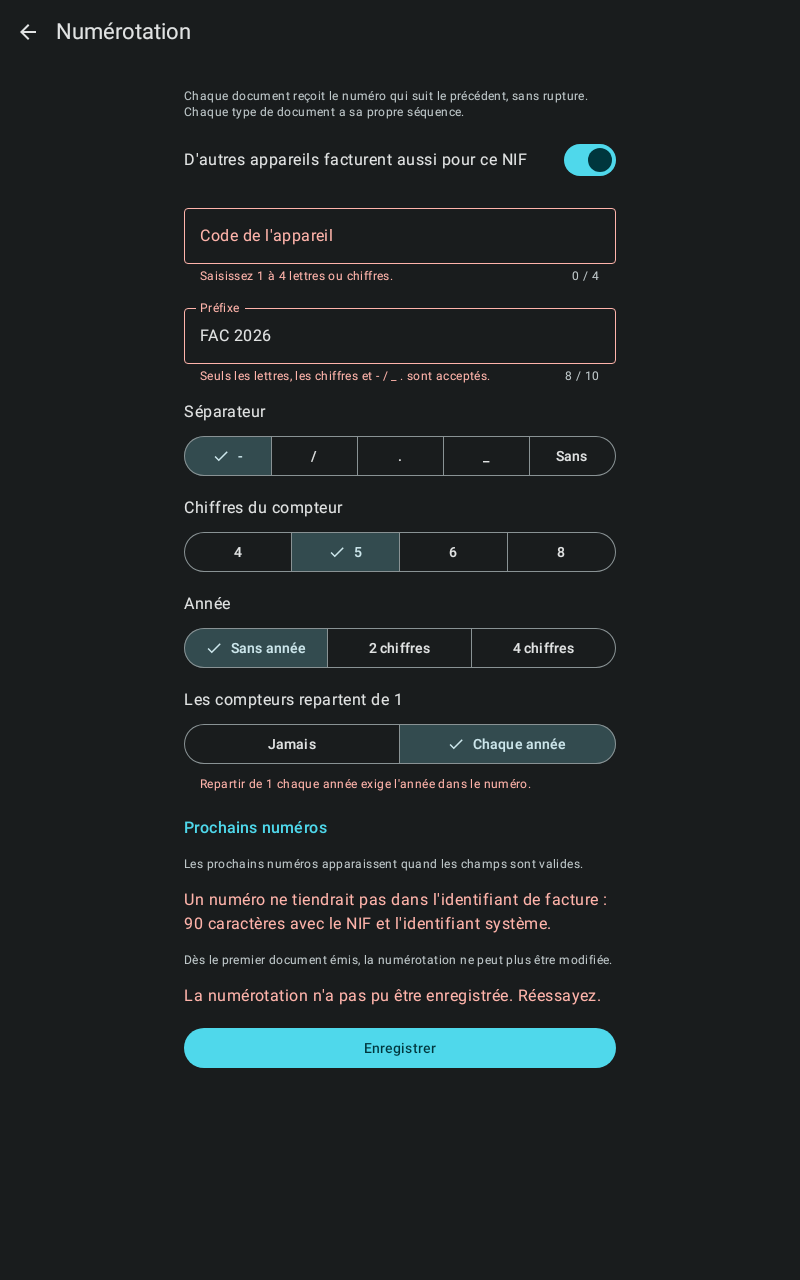 Numérotation
Chaque document reçoit le numéro qui suit le précédent, sans rupture.
Chaque type de document a sa propre séquence.
D'autres appareils facturent aussi pour ce NIF
Code de l'appareil
Saisissez 1 à 4 lettres ou chiffres. 0 / 4
Préfixe
FAC 2026
Seuls les lettres, les chiffres et - / _ . sont acceptés. 8 / 10
Séparateur
- / . _ Sans
Chiffres du compteur
4 5 6 8
Année
Sans année 2 chiffres 4 chiffres
Les compteurs repartent de 1
Jamais Chaque année
Repartir de 1 chaque année exige l'année dans le numéro.
Prochains numéros
Les prochains numéros apparaissent quand les champs sont valides.
Un numéro ne tiendrait pas dans l'identifiant de facture :
90 caractères avec le NIF et l'identifiant système.
Dès le premier document émis, la numérotation ne peut plus être modifiée.
La numérotation n'a pas pu être enregistrée. Réessayez.
Enregistrer